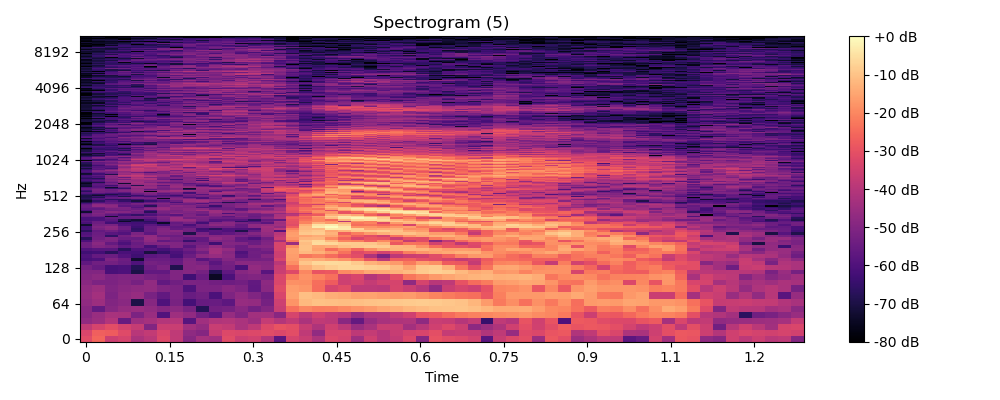 Spectrogram (5)
8192
4096
2048
1024
512
256
128
64
0
Hz
0 0.15 0.3 0.45 0.6 0.75 0.9 1.1 1.2
Time
+0 dB
-10 dB
-20 dB
-30 dB
-40 dB
-50 dB
-60 dB
-70 dB
-80 dB